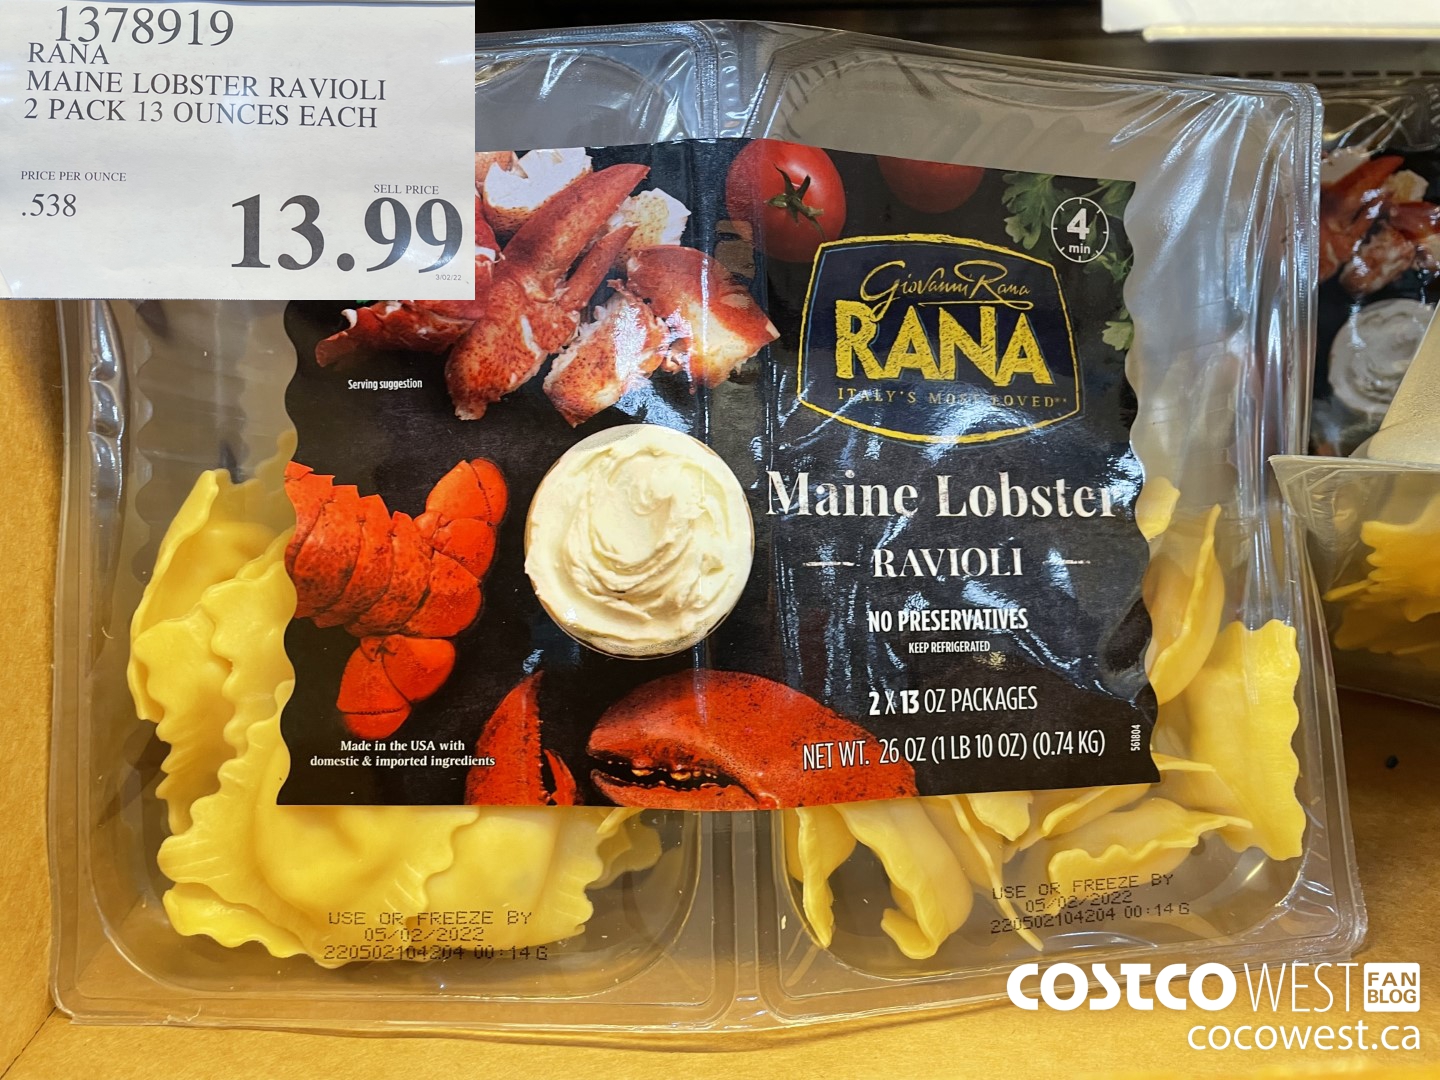 1378919
RANA
MAINE LOBSTER RAVIOLI
2 PACK 13 OUNCES EACH
PRICE PER OUNCE
.538
SELL PRICE
13.99
3/02/22
4
min
Giovanni Rana
RANA
ITALY'S MOST LOVED
Serving suggestion
Maine Lobster
RAVIOLI
NO PRESERVATIVES
KEEP REFRIGERATED
2 X 13 OZ PACKAGES
NET WT. 26 OZ (1 LB 10 OZ) (0.74 KG)
561804
Made in the USA with
domestic & imported ingredients
USE OR FREEZE BY
05/02/2022
220502104204 00:14G
USE OR FREEZE BY
05/02/2022
220502104204 00:14G
COSTCO WEST FAN
BLOG
cocowest.ca